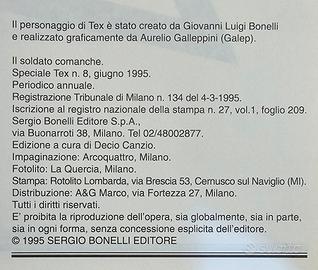 Il personaggio di Tex è stato creato da Giovanni Luigi Bonelli
e realizzato graficamente da Aurelio Galleppini (Galep).
Il soldato comanche.
Speciale Tex n. 8, giugno 1995.
Periodico annuale.
Registrazione Tribunale di Milano n. 134 del 4-3-1995.
Iscrizione al registro nazionale della stampa n. 27, vol.1, foglio 209.
Sergio Bonelli Editore S.p.A.,
via Buonarroti 38, Milano. Tel 02/48002877.
Edizione a cura di Decio Canzio.
Impaginazione: Arcoquattro, Milano.
Fotolito: La Quercia, Milano.
Stampa: Rotolito Lombarda, via Brescia 53, Cernusco sul Naviglio (MI).
Distribuzione: A&G Marco, via Fortezza 27, Milano.
Tutti i diritti riservati.
E' proibita la riproduzione dell'opera, sia globalmente, sia in parte,
sia in ogni forma, senza concessione esplicita dell'editore.
© 1995 SERGIO BONELLI EDITORE